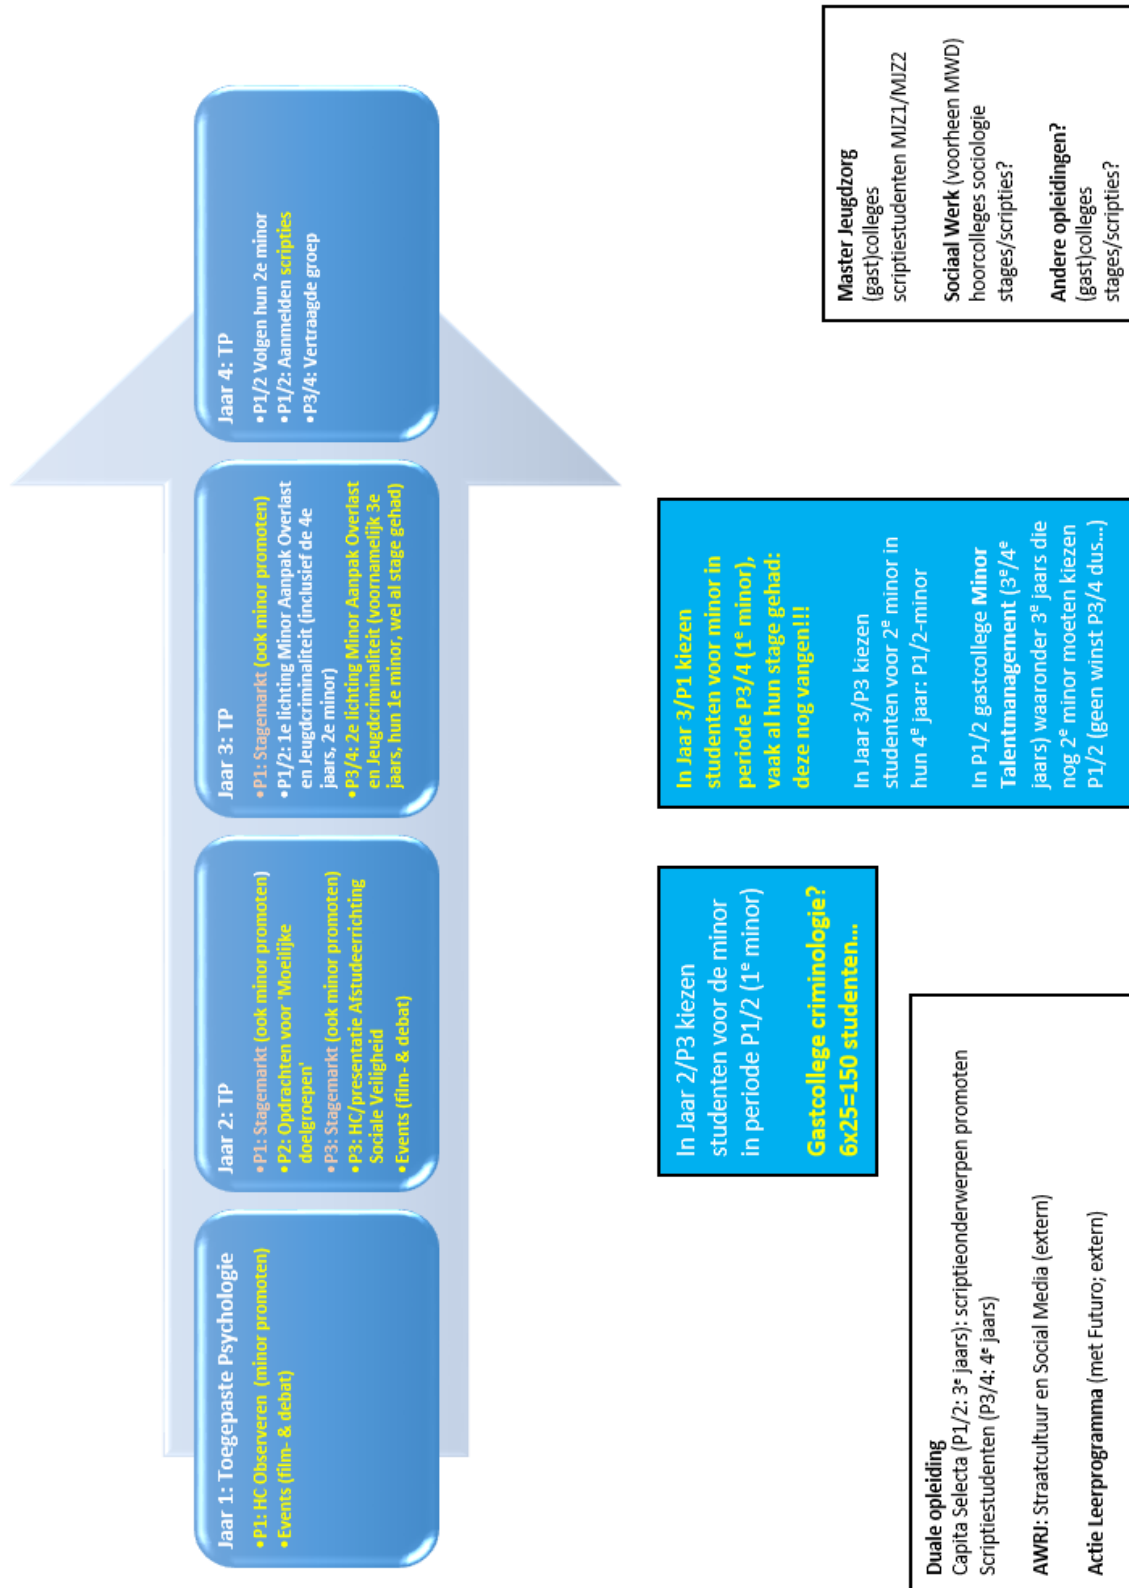 Jaar 1: Toegepaste Psychologie
•P1: HC Observeren (minor promoten)
•Events (film- & debat)
Jaar 2: TP
•P1: Stagemarkt (ook minor promoten)
•P2: Opdrachten voor 'Moeilijke
doelgroepen'
•P3: Stagemarkt (ook minor promoten)
•P3: HC/presentatie Afstudeerrichting
Sociale Veiligheid
•Events (film- & debat)
Jaar 3: TP
•P1: Stagemarkt (ook minor promoten)
•P1/2: 1e lichting Minor Aanpak Overlast
en Jeugdcriminaliteit (inclusief de 4e
jaars, 2e minor)
•P3/4: 2e lichting Minor Aanpak Overlast
en Jeugdcriminaliteit (voornamelijk 3e
jaars, hun 1e minor, wel al stage gehad)
Jaar 4: TP
•P1/2 Volgen hun 2e minor
•P1/2: Aanmelden scripties
•P3/4: Vertraagde groep
In Jaar 2/P3 kiezen
studenten voor de minor
in periode P1/2 (1e minor)
Gastcollege criminologie?
6x25=150 studenten...
In Jaar 3/P1 kiezen
studenten voor minor in
periode P3/4 (1e minor),
vaak al hun stage gehad:
deze nog vangen!!!
In Jaar 3/P3 kiezen
studenten voor 2e minor in
hun 4e jaar: P1/2-minor
In P1/2 gastcollege Minor
Talentmanagement (3e/4e
jaars) waaronder 3e jaars die
nog 2e minor moeten kiezen
P1/2 (geen winst P3/4 dus...)
Duale opleiding
Capita Selecta (P1/2: 3e jaars): scriptieonderwerpen promoten
Scriptiestudenten (P3/4: 4e jaars)
AWRJ: Straatcultuur en Social Media (extern)
Actie Leerprogramma (met Futuro; extern)
Master Jeugdzorg
(gast)colleges
scriptiestudenten MJZ1/MJZ2
Sociaal Werk (voorheen MWD)
hoorcolleges sociologie
stages/scripties?
Andere opleidingen?
(gast)colleges
stages/scripties?